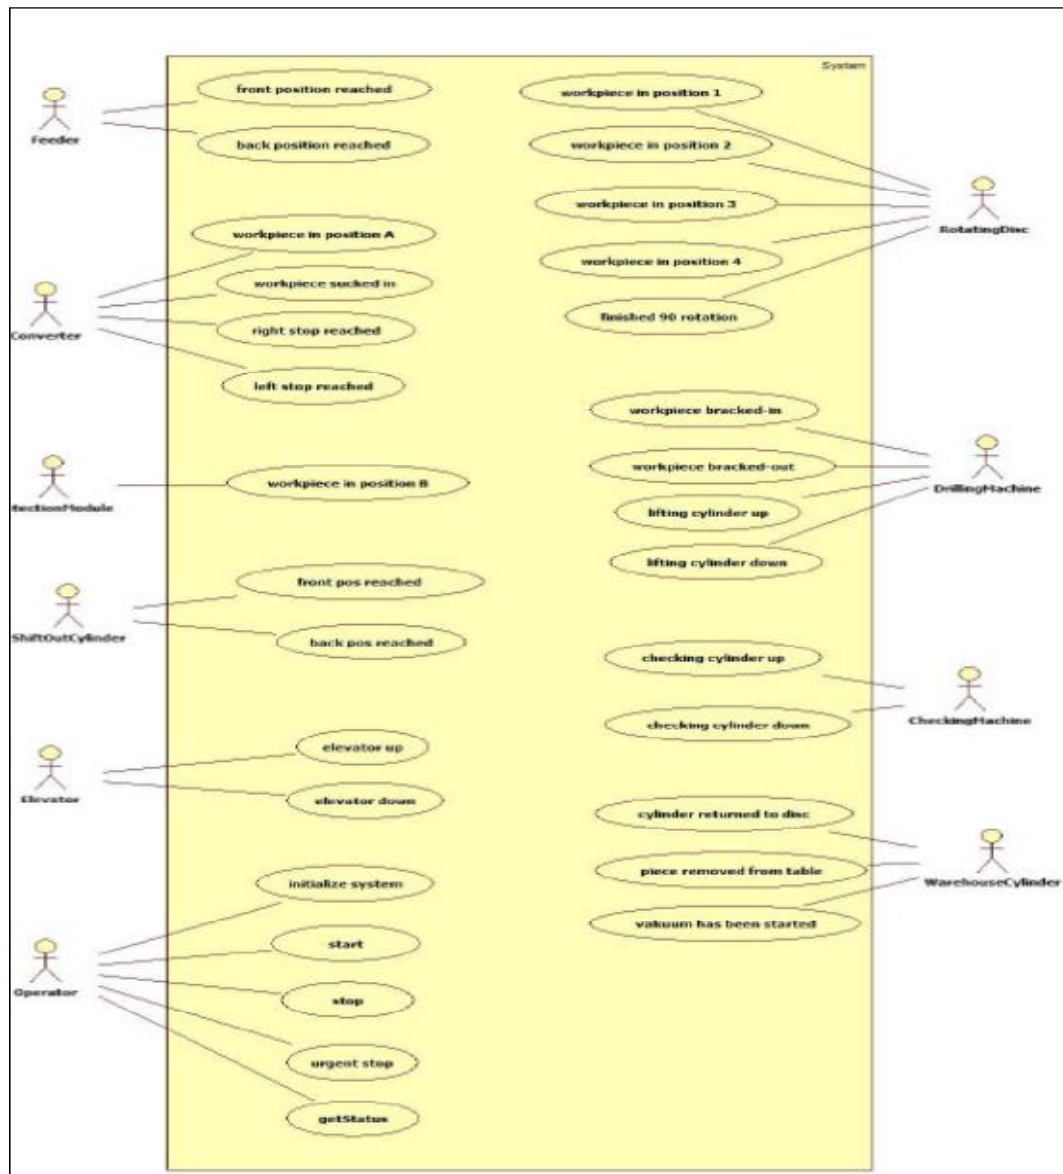 System
front position reached
back position reached
Feeder
workpiece in position A
workpiece sucked in
right stop reached
left stop reached
Converter
workpiece in position B
tectionModule
front pos reached
back pos reached
ShiftOutCylinder
elevator up
elevator down
Elevator
initialize system
start
stop
urgent stop
getStatus
Operator
workpiece in position 1
workpiece in position 2
workpiece in position 3
workpiece in position 4
finished 90 rotation
RotatingDisc
workpiece bracked-in
workpiece bracked-out
lifting cylinder up
lifting cylinder down
DrillingMachine
checking cylinder up
checking cylinder down
CheckingMachine
cylinder returned to disc
piece removed from table
vakuum has been started
WarehouseCylinder